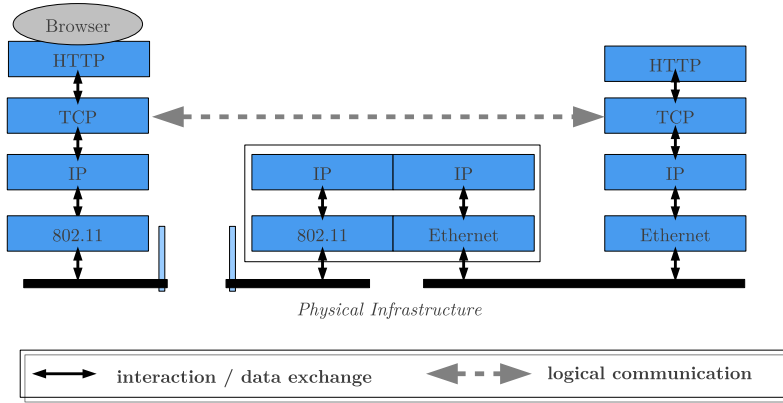 Browser
HTTP
HTTP
TCP
TCP
IP
IP
IP
IP
802.11
802.11
Ethernet
Ethernet
Physical Infrastructure
interaction / data exchange
logical communication